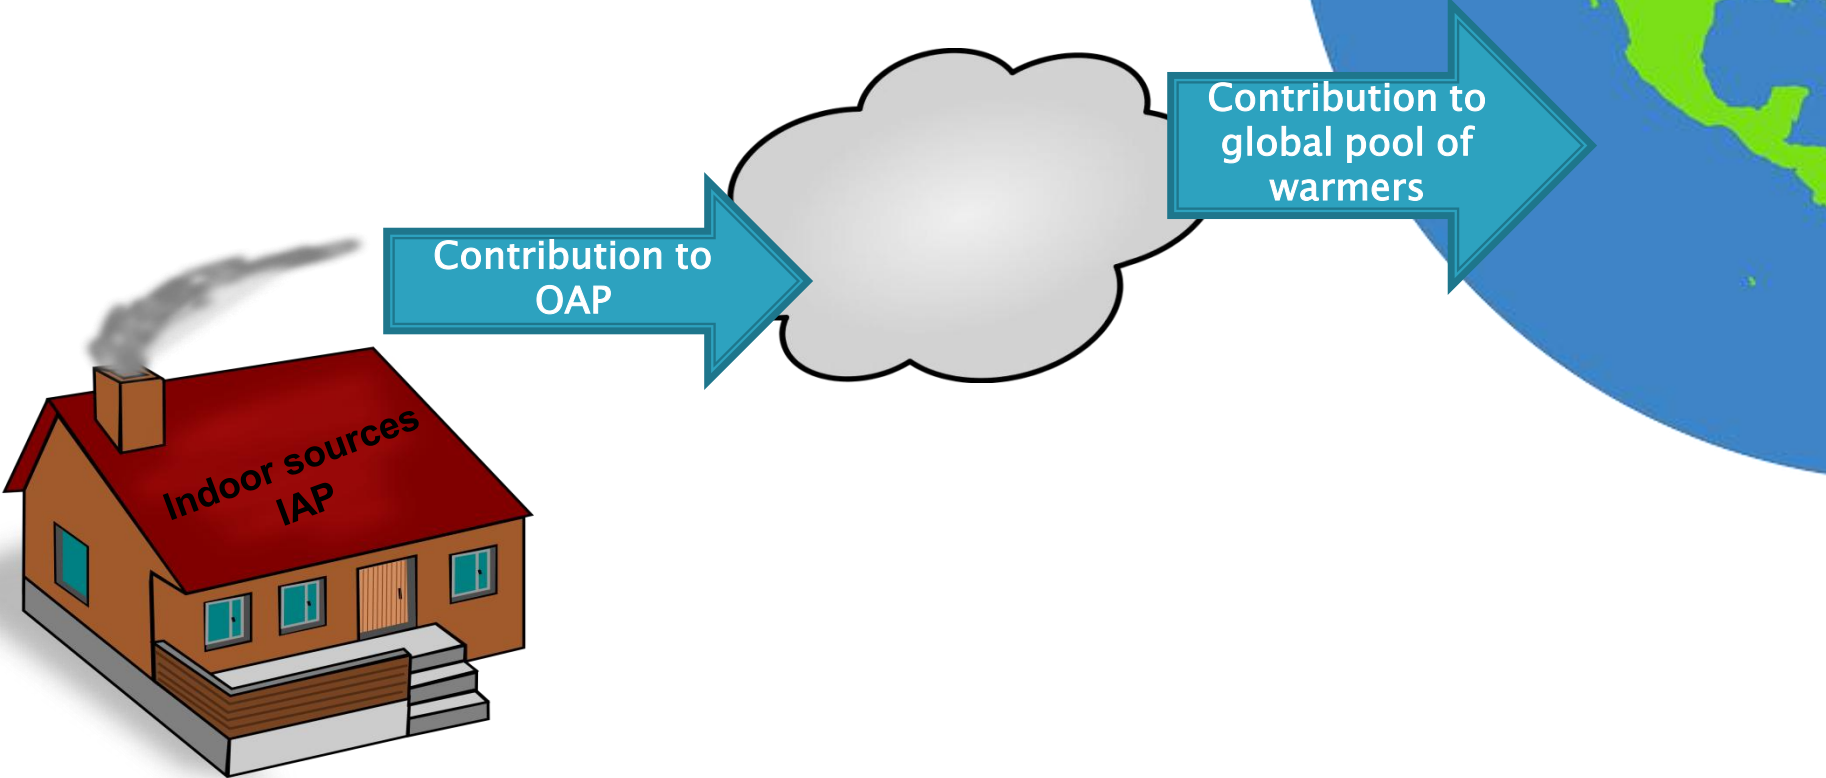 Contribution to
global pool of
warmers
Contribution to
OAP
Indoor sources
IAP